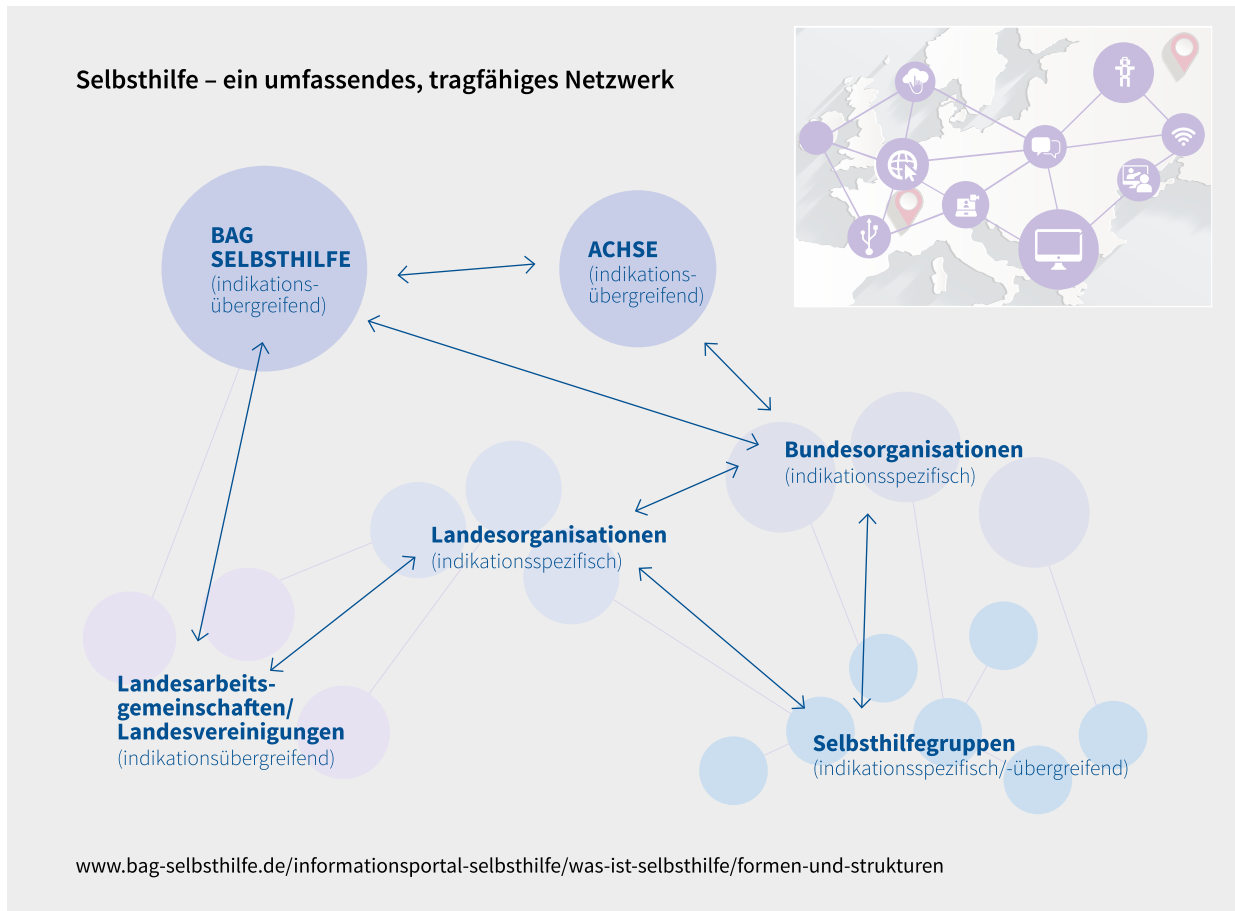 Selbsthilfe – ein umfassendes, tragfähiges Netzwerk
BAG
SELBSTHILFE
(indikations-
übergreifend)
ACHSE
(indikations-
übergreifend)
Bundesorganisationen
(indikationsspezifisch)
Landesorganisationen
(indikationsspezifisch)
Landesarbeits-
gemeinschaften/
Landesvereinigungen
(indikationsübergreifend)
Selbsthilfegruppen
(indikationsspezifisch/-übergreifend)
www.bag-selbsthilfe.de/informationsportal-selbsthilfe/was-ist-selbsthilfe/formen-und-strukturen